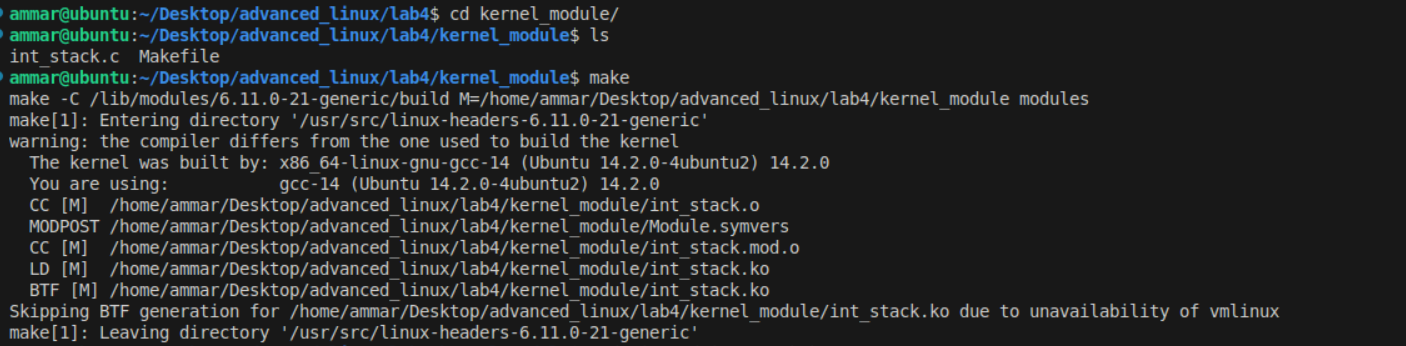 ammar@ubuntu:~/Desktop/advanced_linux/lab4$ cd kernel_module/
ammar@ubuntu:~/Desktop/advanced_linux/lab4/kernel_module$ ls
int_stack.c  Makefile
ammar@ubuntu:~/Desktop/advanced_linux/lab4/kernel_module$ make
make -C /lib/modules/6.11.0-21-generic/build M=/home/ammar/Desktop/advanced_linux/lab4/kernel_module modules
make[1]: Entering directory '/usr/src/linux-headers-6.11.0-21-generic'
warning: the compiler differs from the one used to build the kernel
  The kernel was built by: x86_64-linux-gnu-gcc-14 (Ubuntu 14.2.0-4ubuntu2) 14.2.0
  You are using:           gcc-14 (Ubuntu 14.2.0-4ubuntu2) 14.2.0
  CC [M]  /home/ammar/Desktop/advanced_linux/lab4/kernel_module/int_stack.o
  MODPOST /home/ammar/Desktop/advanced_linux/lab4/kernel_module/Module.symvers
  CC [M]  /home/ammar/Desktop/advanced_linux/lab4/kernel_module/int_stack.mod.o
  LD [M]  /home/ammar/Desktop/advanced_linux/lab4/kernel_module/int_stack.ko
  BTF [M] /home/ammar/Desktop/advanced_linux/lab4/kernel_module/int_stack.ko
Skipping BTF generation for /home/ammar/Desktop/advanced_linux/lab4/kernel_module/int_stack.ko due to unavailability of vmlinux
make[1]: Leaving directory '/usr/src/linux-headers-6.11.0-21-generic'